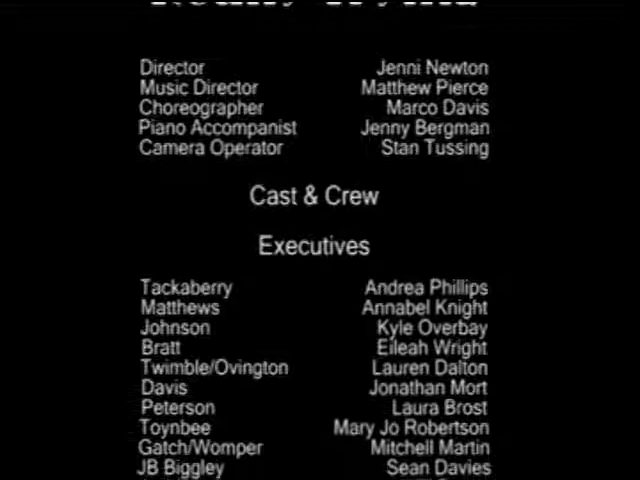 Director Jenni Newton
Music Director Matthew Pierce
Choreographer Marco Davis
Piano Accompanist Jenny Bergman
Camera Operator Stan Tussing
Cast & Crew
Executives
Tackaberry Andrea Phillips
Matthews Annabel Knight
Johnson Kyle Overbay
Bratt Eileah Wright
Twimble/Ovington Lauren Dalton
Davis Jonathan Mort
Peterson Laura Brost
Toynbee Mary Jo Robertson
Gatch/Womper Mitchell Martin
JB Biggley Sean Davies